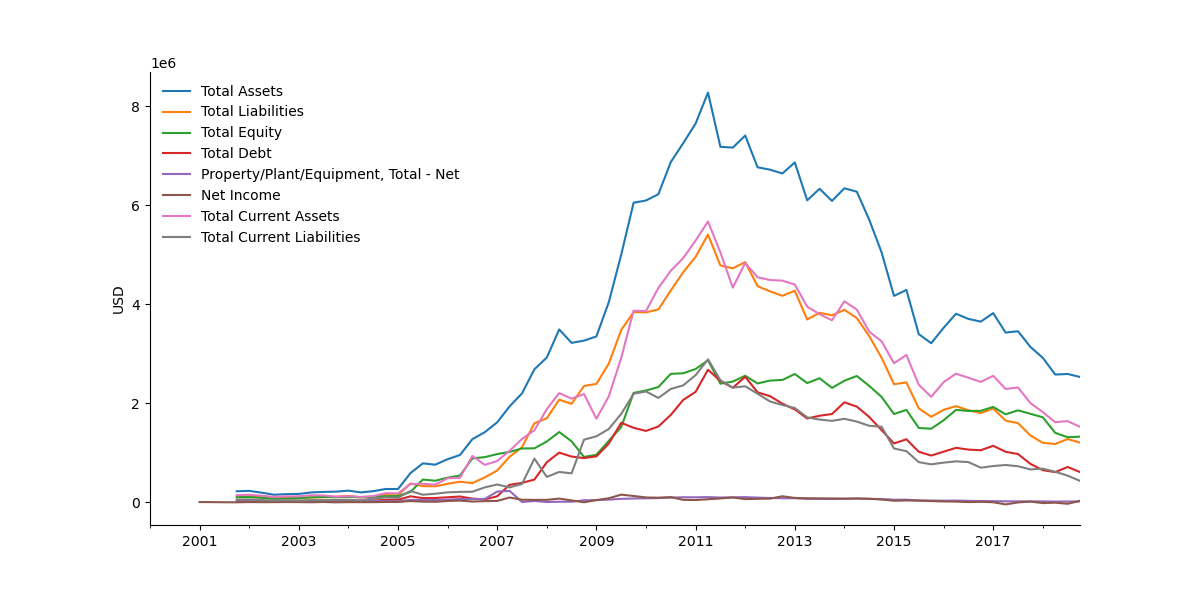 1e6
Total Assets
Total Liabilities
Total Equity
Total Debt
Property/Plant/Equipment, Total - Net
Net Income
Total Current Assets
Total Current Liabilities
8
6
4
2
0
USD
2001 2003 2005 2007 2009 2011 2013 2015 2017